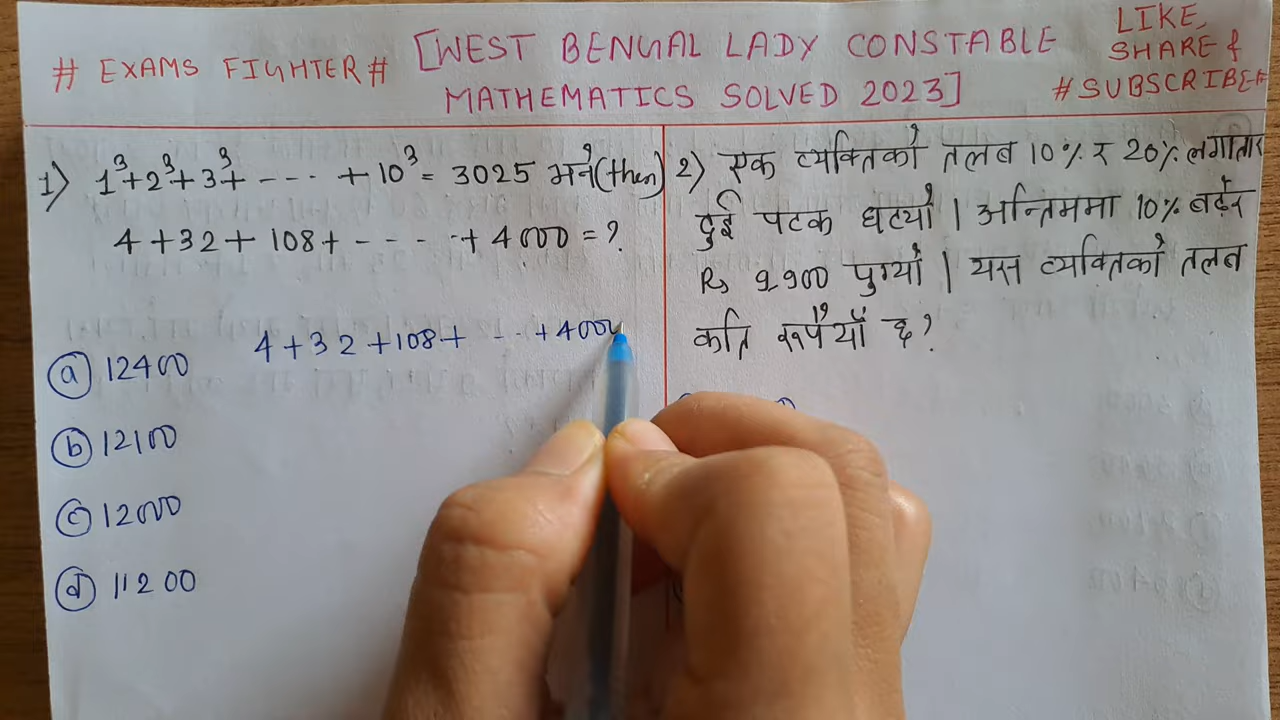 # EXAMS FIGHTER #
[WEST BENGAL LADY CONSTABLE
MATHEMATICS SOLVED 2023]
LIKE,
SHARE &
#SUBSCRIBE#
1) 1³+2³+3³+ ---- + 10³ = 3025 भने(then)
4+32+108+ ----- + 4000 = ?
4+32+108+ --- + 4000
ⓐ 12400
ⓑ 12100
ⓒ 12000
ⓓ 11200
2) एक व्यक्तिको तलब 10% र 20% लगातार
दुई पटक घट्यो। अन्तिममा 10% बढेर
Rs पुग्यो। यस व्यक्तिको तलब
कति रूपैयाँ छ?